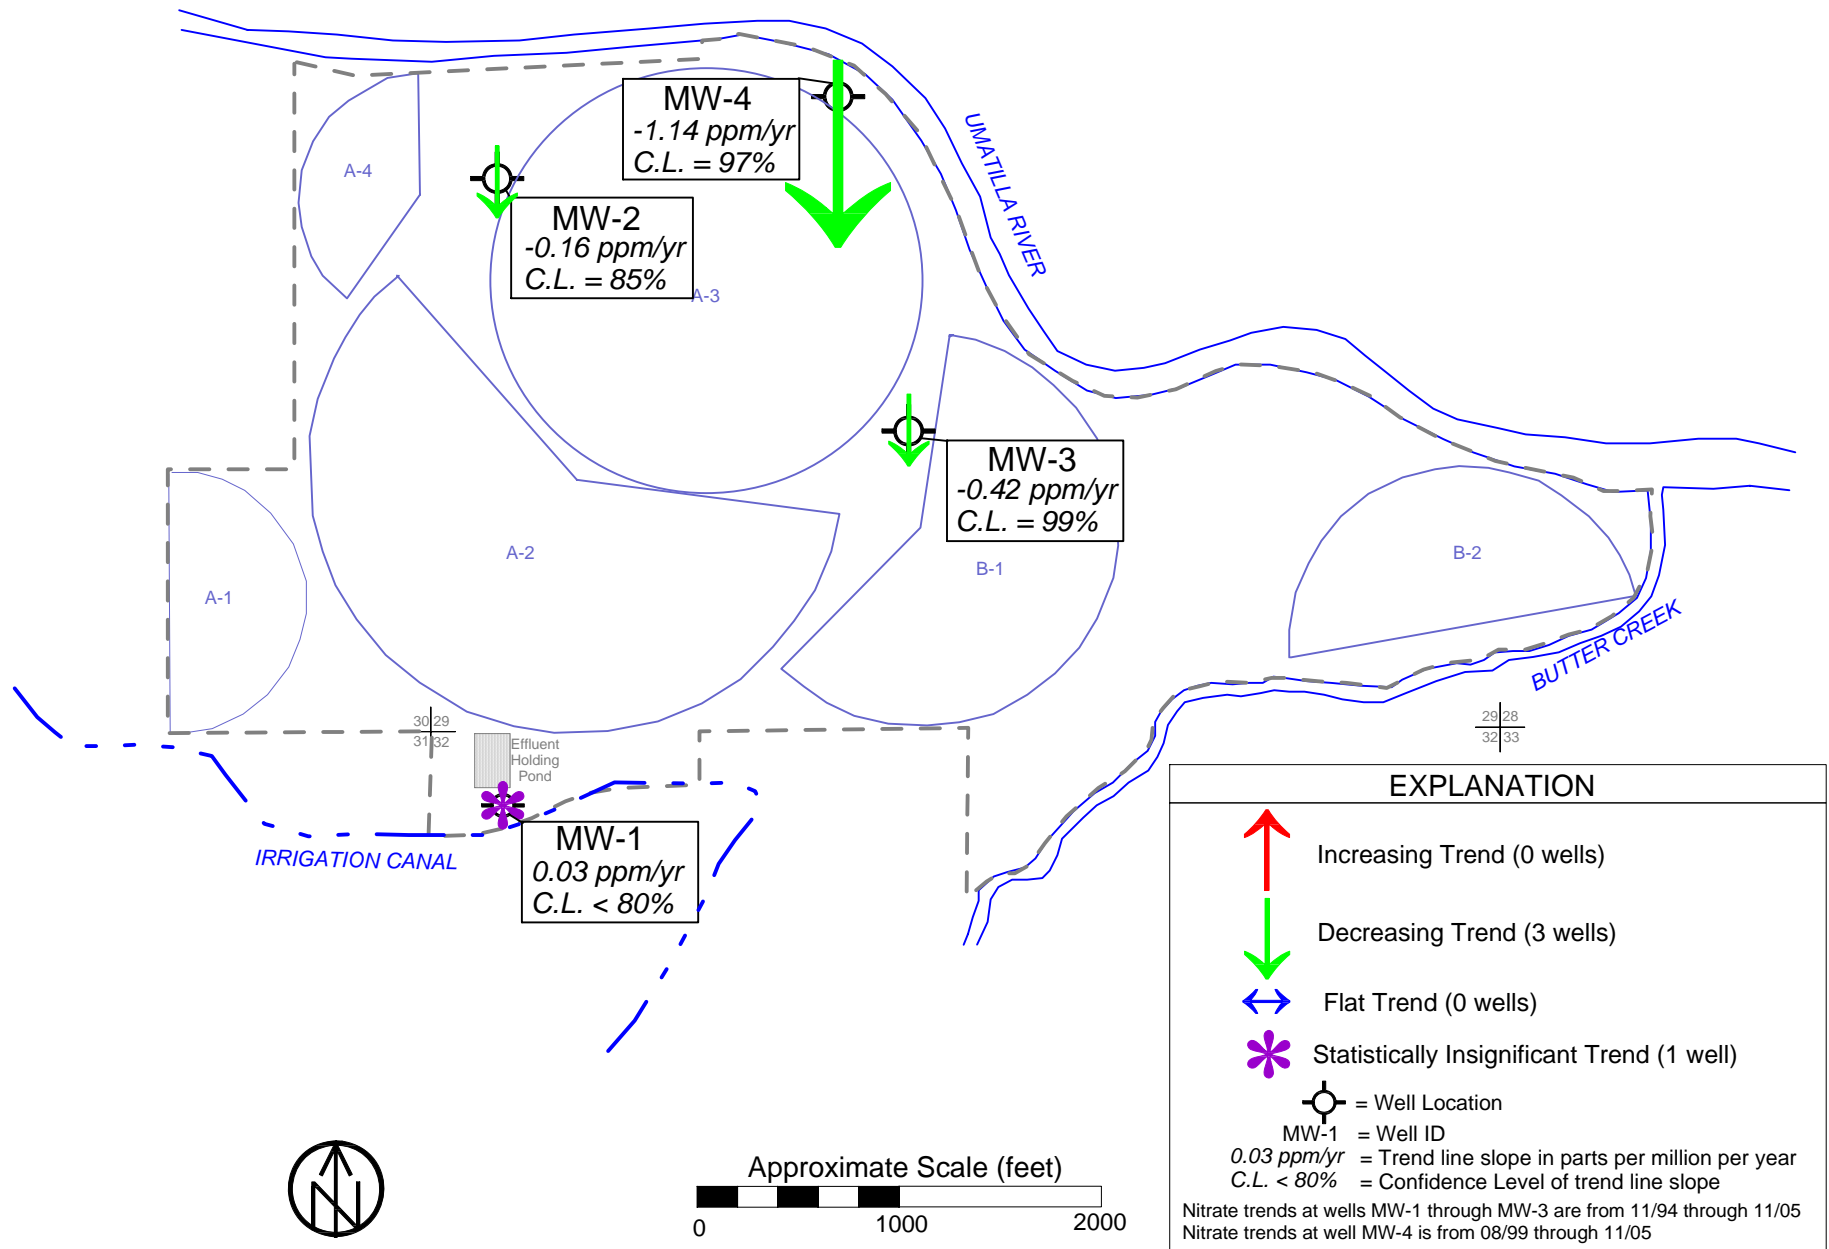 MW-4
-1.14 ppm/yr
C.L. = 97%
UMATILLA RIVER
A-4
MW-2
-0.16 ppm/yr
C.L. = 85%
A-3
MW-3
-0.42 ppm/yr
C.L. = 99%
A-2
B-1
B-2
A-1
BUTTER CREEK
30 29
31 32
29 28
32 33
Effluent
Holding
Pond
MW-1
0.03 ppm/yr
C.L. < 80%
IRRIGATION CANAL
EXPLANATION
Increasing Trend (0 wells)
Decreasing Trend (3 wells)
Flat Trend (0 wells)
Statistically Insignificant Trend (1 well)
= Well Location
MW-1 = Well ID
0.03 ppm/yr = Trend line slope in parts per million per year
C.L. < 80% = Confidence Level of trend line slope
Nitrate trends at wells MW-1 through MW-3 are from 11/94 through 11/05
Nitrate trends at well MW-4 is from 08/99 through 11/05
N
Approximate Scale (feet)
0 1000 2000